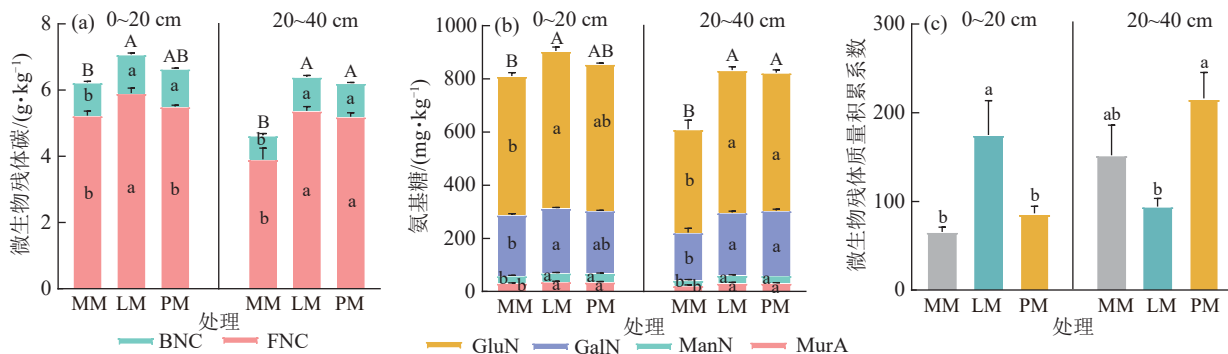 (a)
0~20 cm
20~40 cm
微生物残体碳/(g•kg⁻¹)
8
6
4
2
0
B
A
AB
B
A
A
b
a
a
b
a
a
b
a
b
b
a
a
MM
LM
PM
MM
LM
PM
处理
BNC
FNC
(b)
0~20 cm
20~40 cm
氨基糖/(mg•kg⁻¹)
1 000
800
600
400
200
0
B
A
AB
B
A
A
b
a
ab
b
a
a
b
a
ab
b
a
a
b
a
a
b
a
a
b
a
a
b
a
a
MM
LM
PM
MM
LM
PM
处理
GluN
GalN
ManN
MurA
(c)
0~20 cm
20~40 cm
微生物残体质量积累系数
300
200
100
0
b
a
b
ab
b
a
MM
LM
PM
MM
LM
PM
处理